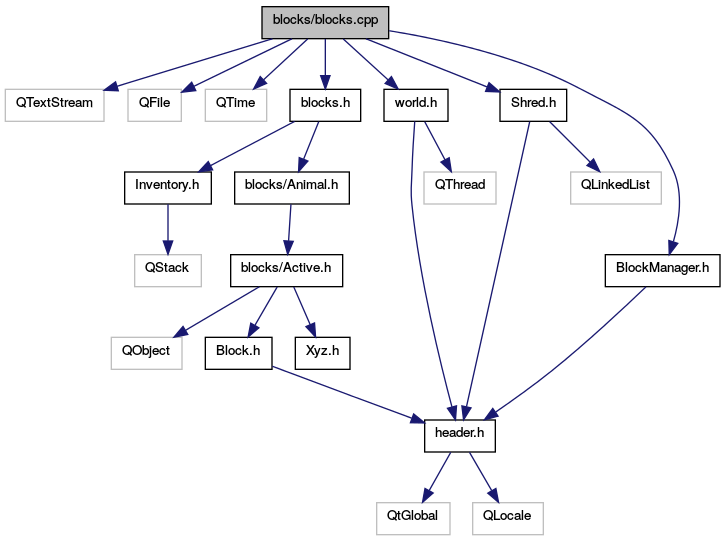 blocks/blocks.cpp
QTextStream
QFile
QTime
blocks.h
world.h
Shred.h
Inventory.h
blocks/Animal.h
QThread
QLinkedList
QStack
blocks/Active.h
BlockManager.h
QObject
Block.h
Xyz.h
header.h
QtGlobal
QLocale